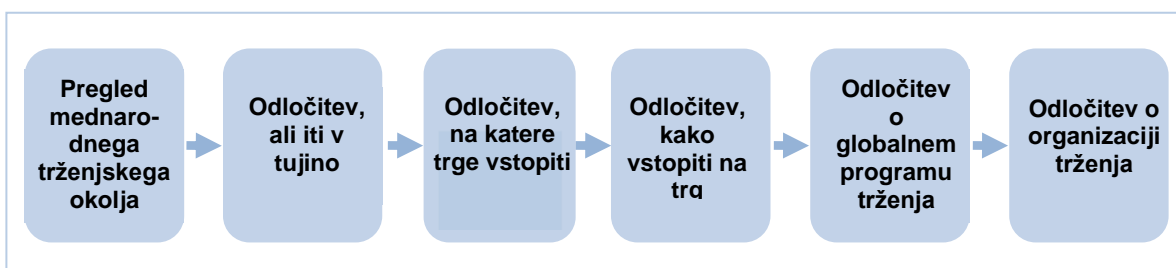 Pregled
mednaro-
dnega
trženjskega
okolja
Odločitev,
ali iti v
tujino
Odločitev,
na katere
trge vstopiti
Odločitev,
kako
vstopiti na
trg
Odločitev
o
globalnem
programu
trženja
Odločitev o
organizaciji
trženja